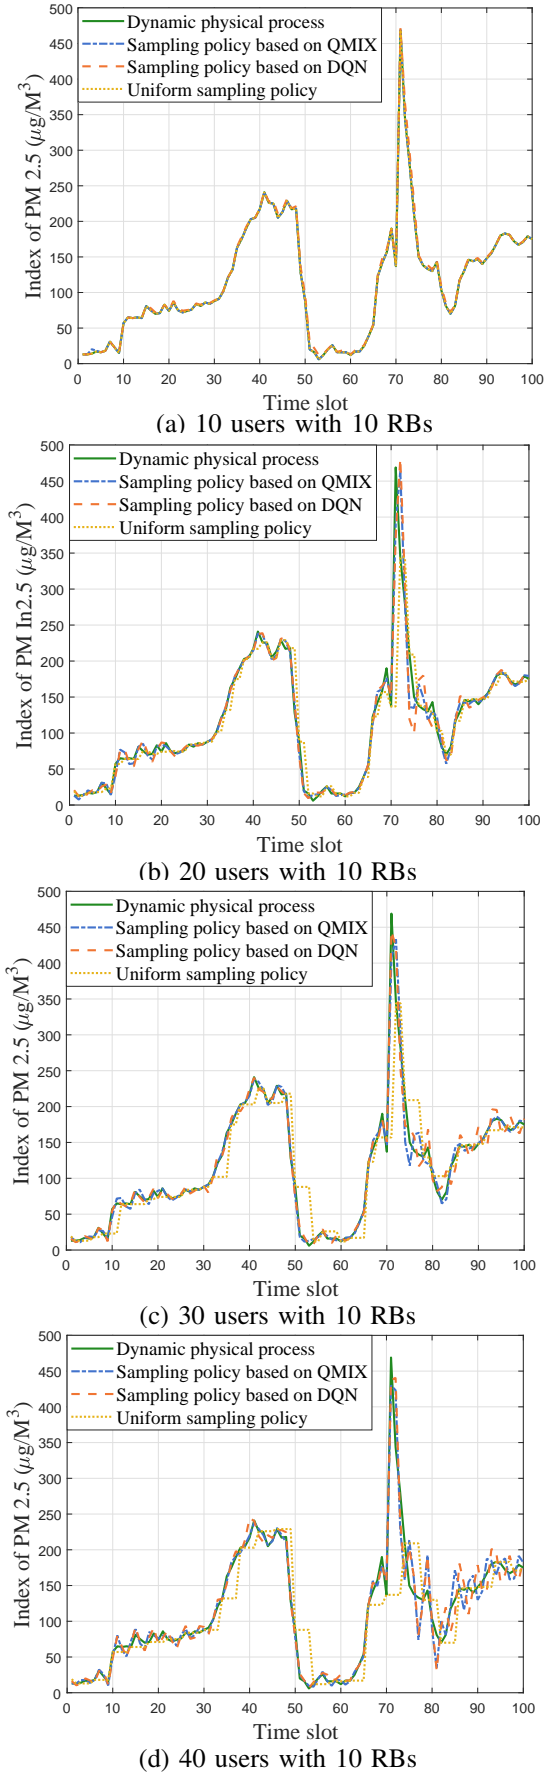 500
450
400
350
300
250
200
150
100
50
0
Index of PM 2.5 (μg/M³)
Dynamic physical process
Sampling policy based on QMIX
Sampling policy based on DQN
Uniform sampling policy
0 10 20 30 40 50 60 70 80 90 100
Time slot
(a) 10 users with 10 RBs
500
450
400
350
300
250
200
150
100
50
0
Index of PM In2.5 (μg/M³)
Dynamic physical process
Sampling policy based on QMIX
Sampling policy based on DQN
Uniform sampling policy
0 10 20 30 40 50 60 70 80 90 100
Time slot
(b) 20 users with 10 RBs
500
450
400
350
300
250
200
150
100
50
0
Index of PM 2.5 (μg/M³)
Dynamic physical process
Sampling policy based on QMIX
Sampling policy based on DQN
Uniform sampling policy
0 10 20 30 40 50 60 70 80 90 100
Time slot
(c) 30 users with 10 RBs
500
450
400
350
300
250
200
150
100
50
0
Index of PM 2.5 (μg/M³)
Dynamic physical process
Sampling policy based on QMIX
Sampling policy based on DQN
Uniform sampling policy
0 10 20 30 40 50 60 70 80 90 100
Time slot
(d) 40 users with 10 RBs